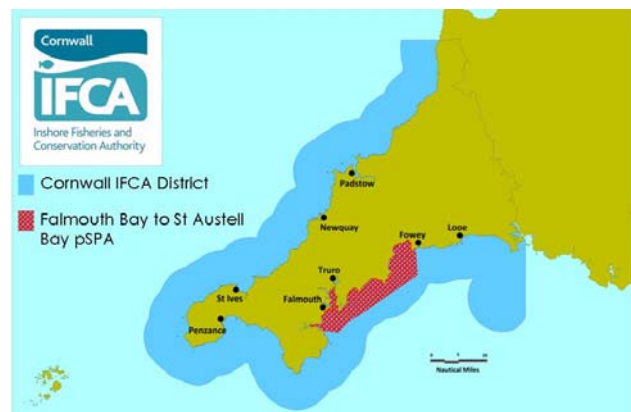 Cornwall
IFCA
Inshore Fisheries and
Conservation Authority
Cornwall IFCA District
Falmouth Bay to St Austell
Bay pSPA
Padstow
Newquay
Fowey
Looe
Truro
St Ives
Falmouth
Penzance
Nautical Miles